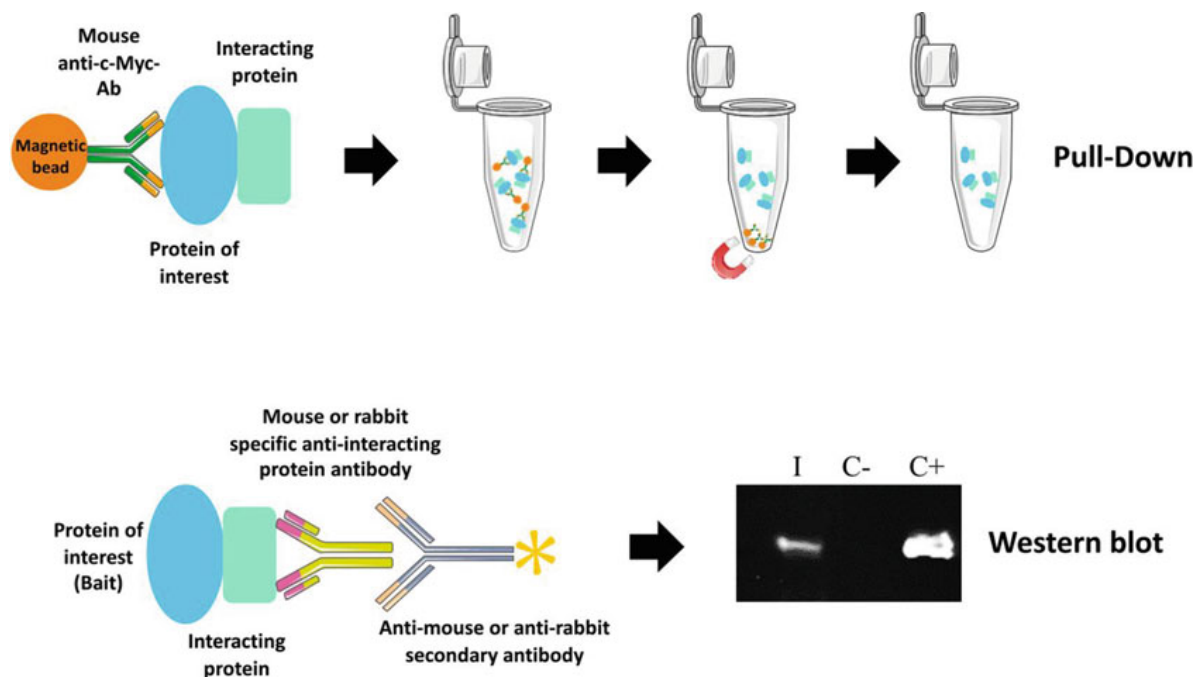 Mouse
anti-c-Myc-
Ab
Interacting
protein
Magnetic
bead
Protein of
interest
Pull-Down
Mouse or rabbit
specific anti-interacting
protein antibody
Protein of
interest
(Bait)
Interacting
protein
Anti-mouse or anti-rabbit
secondary antibody
I C- C+
Western blot